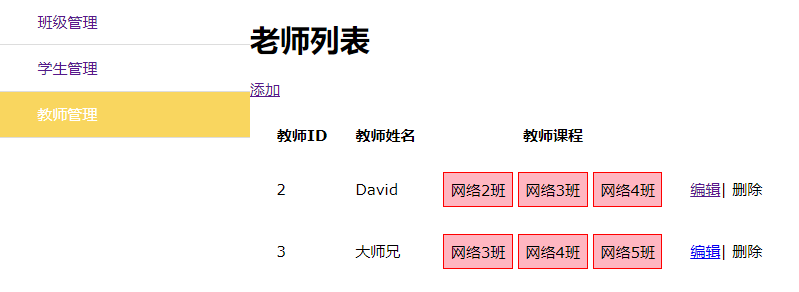 班级管理
学生管理
教师管理
老师列表
添加
教师ID 教师姓名 教师课程
2 David 网络2班 网络3班 网络4班 编辑| 删除
3 大师兄 网络3班 网络4班 网络5班 编辑| 删除